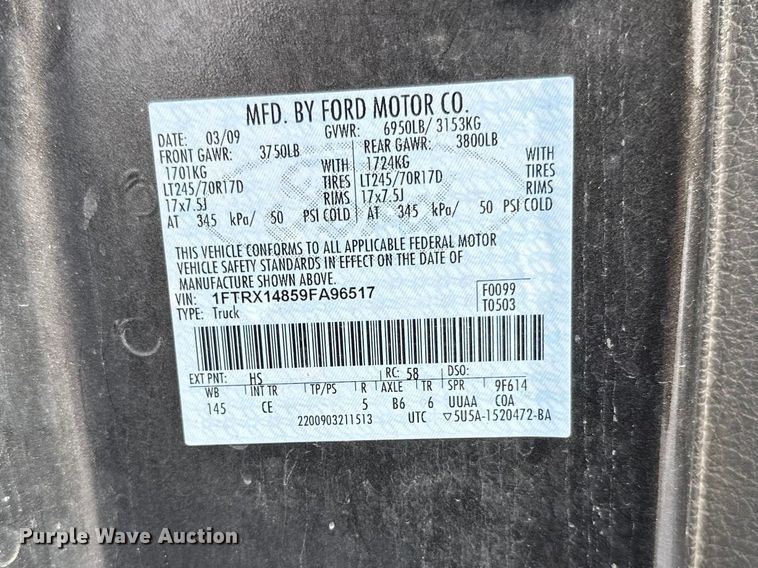 MFD. BY FORD MOTOR CO.
DATE: 03/09 GVWR: 6950LB/ 3153KG
FRONT GAWR: 3750LB REAR GAWR: 3800LB
1701KG WITH 1724KG WITH
LT245/70R17D TIRES LT245/70R17D TIRES
17x7.5J RIMS 17x7.5J RIMS
AT 345 kPa/ 50 PSI COLD AT 345 kPa/ 50 PSI COLD
THIS VEHICLE CONFORMS TO ALL APPLICABLE FEDERAL MOTOR
VEHICLE SAFETY STANDARDS IN EFFECT ON THE DATE OF
MANUFACTURE SHOWN ABOVE.
VIN: 1FTRX14859FA96517 F0099
TYPE: Truck T0503
EXT PNT: HS RC: 58 DSO:
WB INT TR TP/PS R AXLE TR SPR 9F614
145 CE 5 B6 6 UUAA COA
2200903211513 UTC ▽5U5A-1520472-BA
Purple Wave Auction